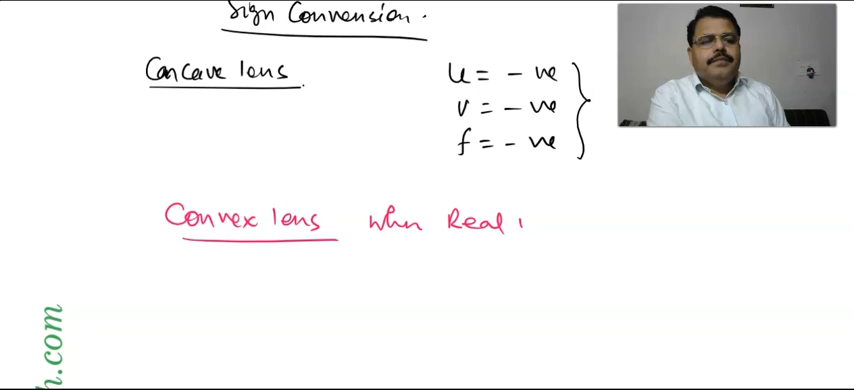 Sign Convension.
Concave lens.
u = - ve
v = - ve
f = - ve
Convex lens when Real
h.com